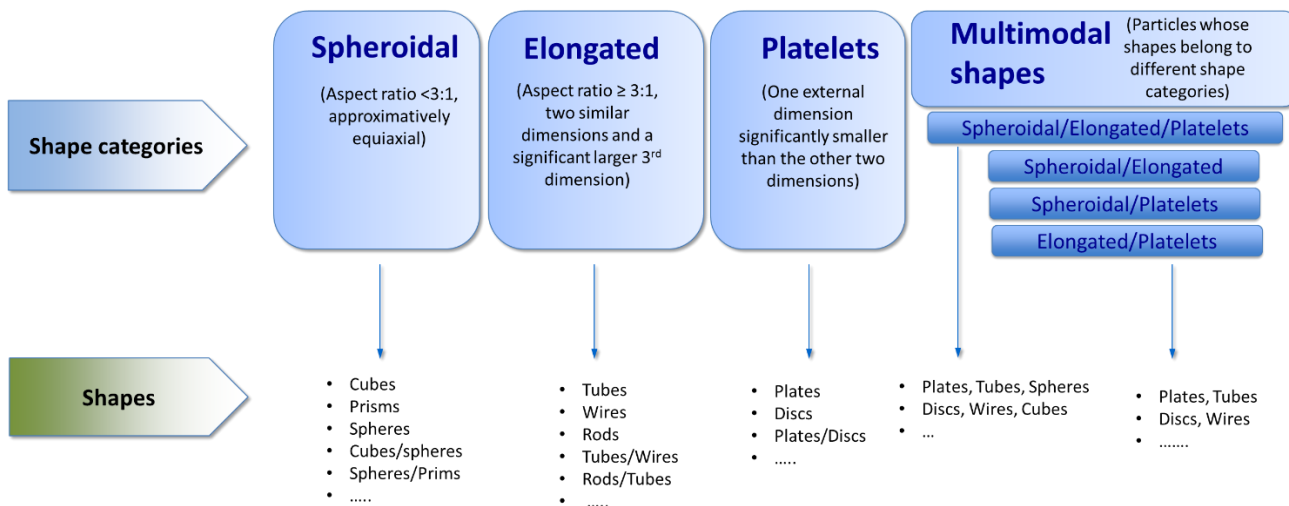 Shape categories
Spheroidal
(Aspect ratio <3:1,
approximatively
equiaxial)
Elongated
(Aspect ratio ≥ 3:1,
two similar
dimensions and a
significant larger 3rd
dimension)
Platelets
(One external
dimension
significantly smaller
than the other two
dimensions)
Multimodal
shapes
(Particles whose
shapes belong to
different shape
categories)
Spheroidal/Elongated/Platelets
Spheroidal/Elongated
Spheroidal/Platelets
Elongated/Platelets
Shapes
• Cubes
• Prisms
• Spheres
• Cubes/spheres
• Spheres/Prims
• .....
• Tubes
• Wires
• Rods
• Tubes/Wires
• Rods/Tubes
• .....
• Plates
• Discs
• Plates/Discs
• .....
• Plates, Tubes, Spheres
• Discs, Wires, Cubes
• ...
• Plates, Tubes
• Discs, Wires
• .......